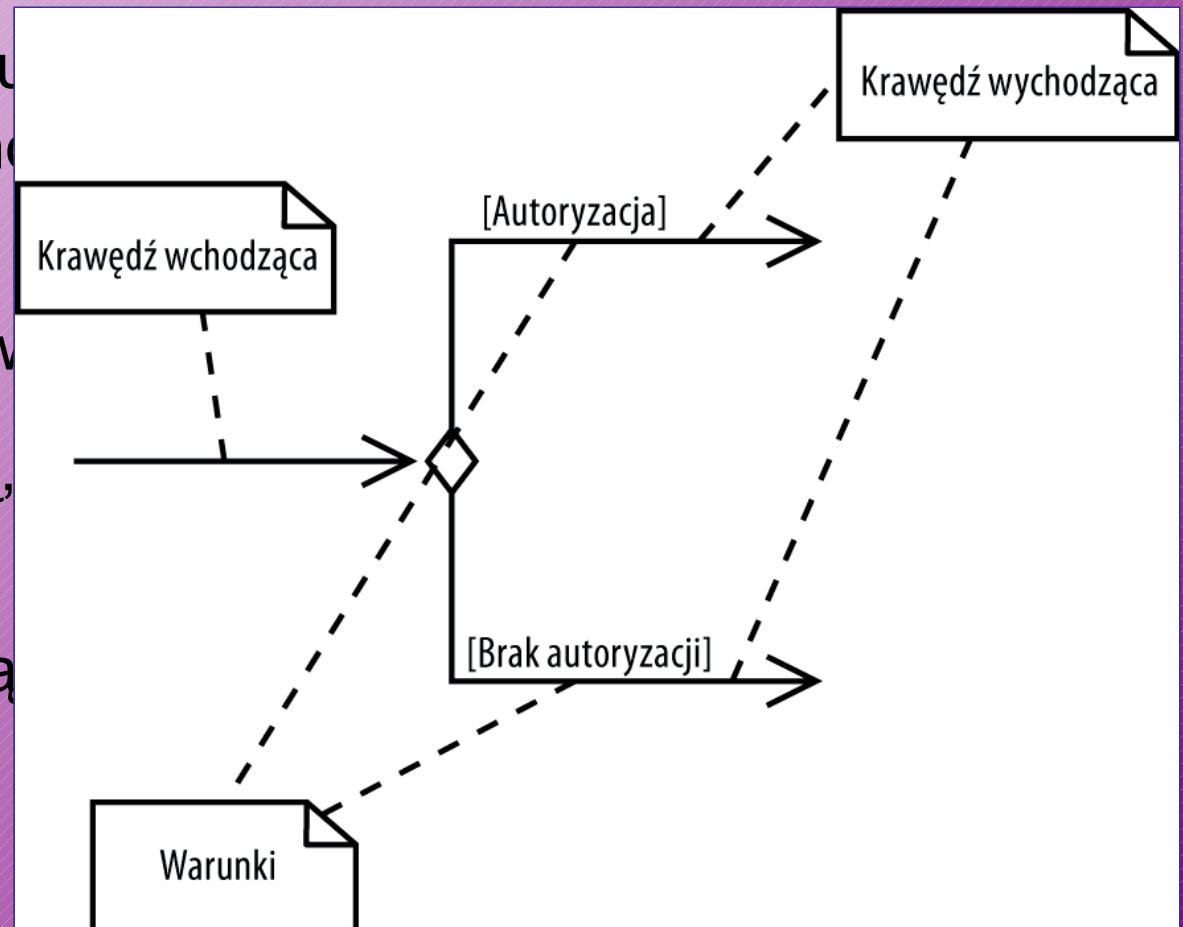 Krawędź wychodząca
[Autoryzacja]
Krawędź wchodząca
[Brak autoryzacji]
Warunki